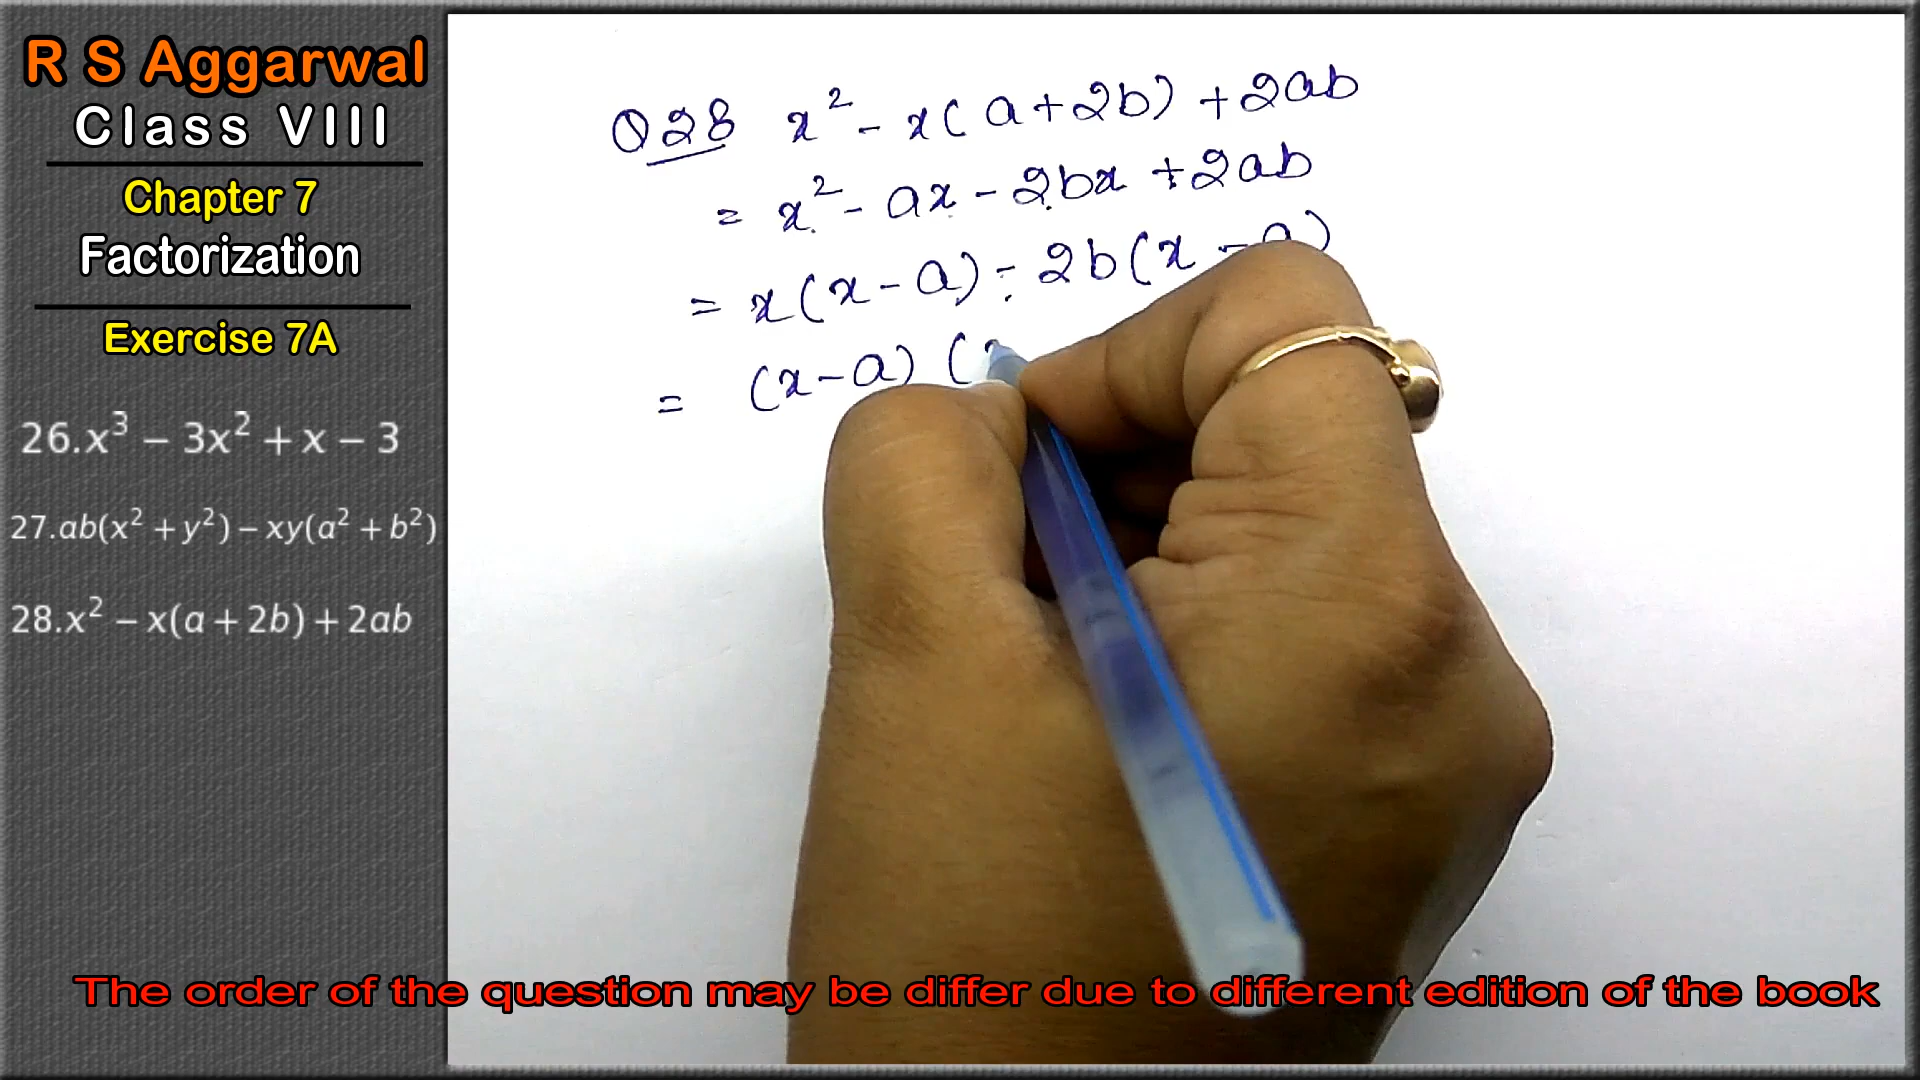 R S Aggarwal
Class VIII
Chapter 7
Factorization
Exercise 7A
26.x³ – 3x² + x – 3
27.ab(x² + y²) – xy(a² + b²)
28.x² – x(a + 2b) + 2ab
Q28 x² - x(a+2b) +2ab
= x² - ax - 2bx +2ab
= x(x-a) - 2b(x-a)
= (x-a) (
The order of the question may be differ due to different edition of the book